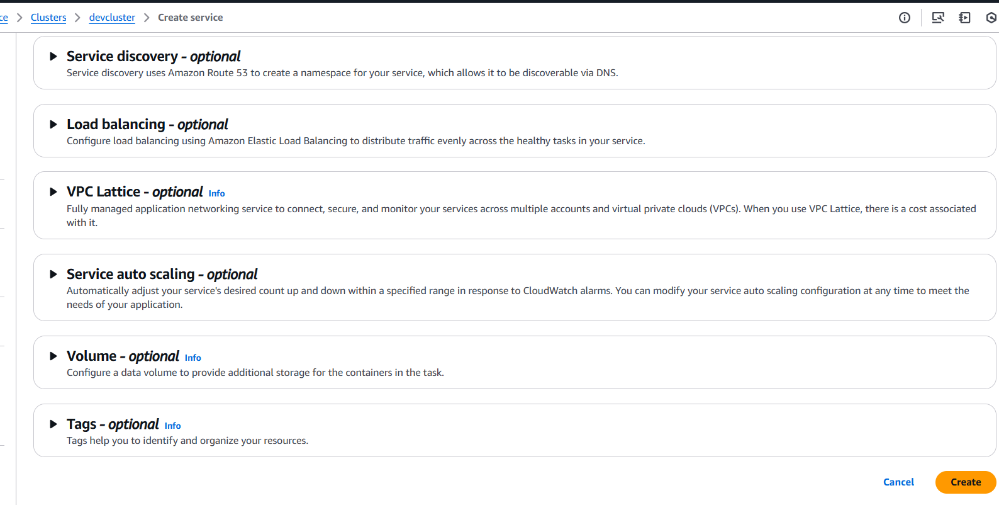 ce > Clusters > devcluster > Create service
Service discovery - optional
Service discovery uses Amazon Route 53 to create a namespace for your service, which allows it to be discoverable via DNS.
Load balancing - optional
Configure load balancing using Amazon Elastic Load Balancing to distribute traffic evenly across the healthy tasks in your service.
VPC Lattice - optional Info
Fully managed application networking service to connect, secure, and monitor your services across multiple accounts and virtual private clouds (VPCs). When you use VPC Lattice, there is a cost associated
with it.
Service auto scaling - optional
Automatically adjust your service's desired count up and down within a specified range in response to CloudWatch alarms. You can modify your service auto scaling configuration at any time to meet the
needs of your application.
Volume - optional Info
Configure a data volume to provide additional storage for the containers in the task.
Tags - optional Info
Tags help you to identify and organize your resources.
Cancel Create